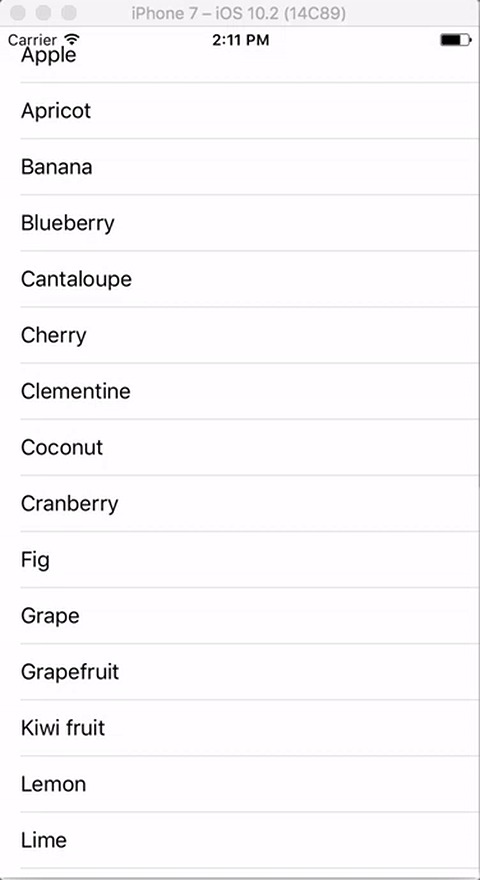 iPhone 7 – iOS 10.2 (14C89)
Carrier 2:11 PM
Apple
Apricot
Banana
Blueberry
Cantaloupe
Cherry
Clementine
Coconut
Cranberry
Fig
Grape
Grapefruit
Kiwi fruit
Lemon
Lime